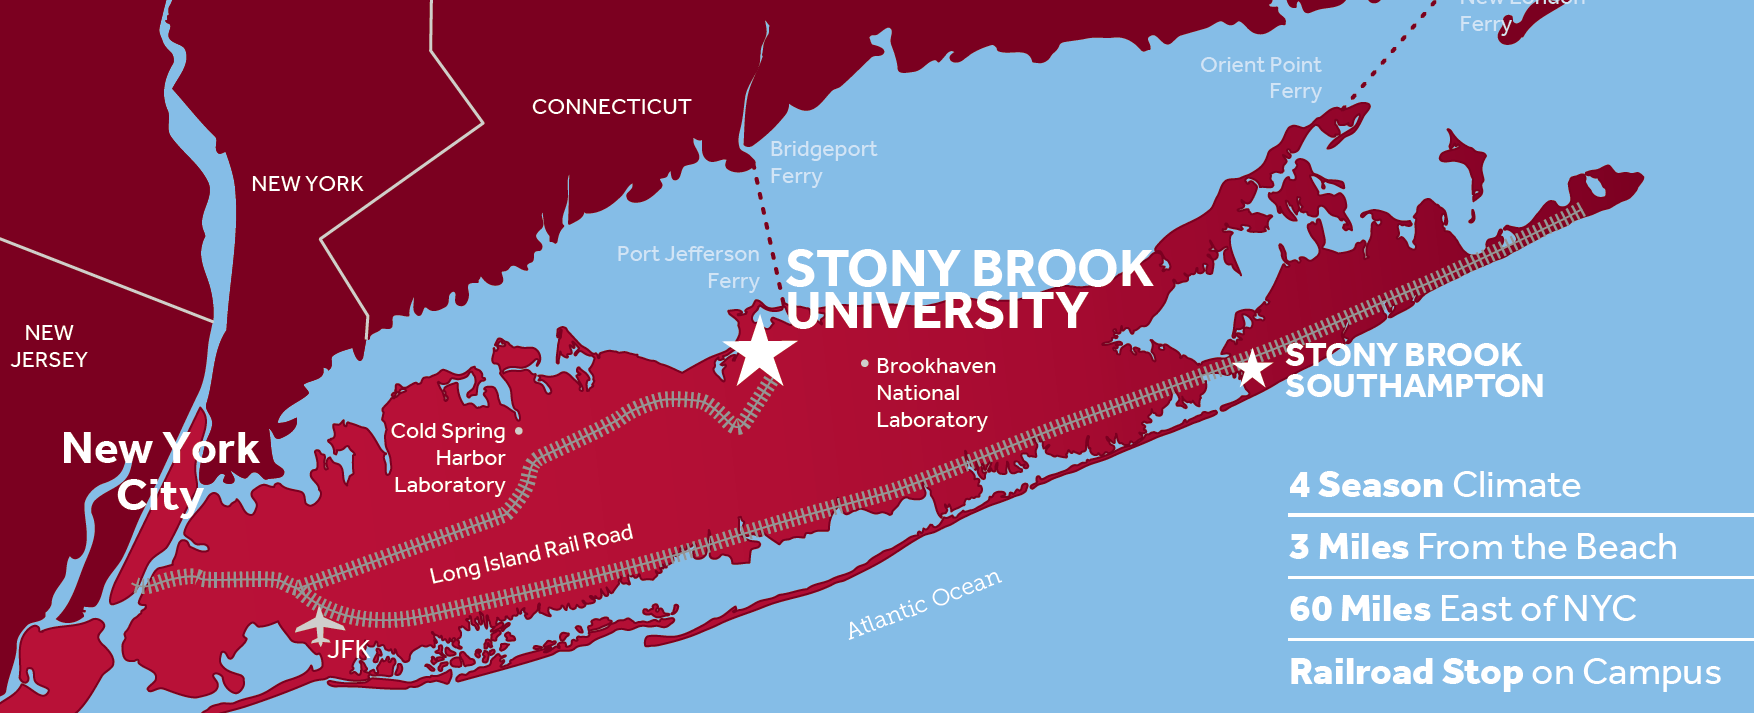 New London
Ferry
Orient Point
Ferry
CONNECTICUT
Bridgeport
Ferry
NEW YORK
Port Jefferson
Ferry
STONY BROOK
UNIVERSITY
NEW
JERSEY
Brookhaven
National
Laboratory
STONY BROOK
SOUTHAMPTON
New York
City
Cold Spring
Harbor
Laboratory
Long Island Rail Road
Atlantic Ocean
JFK
4 Season Climate
3 Miles From the Beach
60 Miles East of NYC
Railroad Stop on Campus